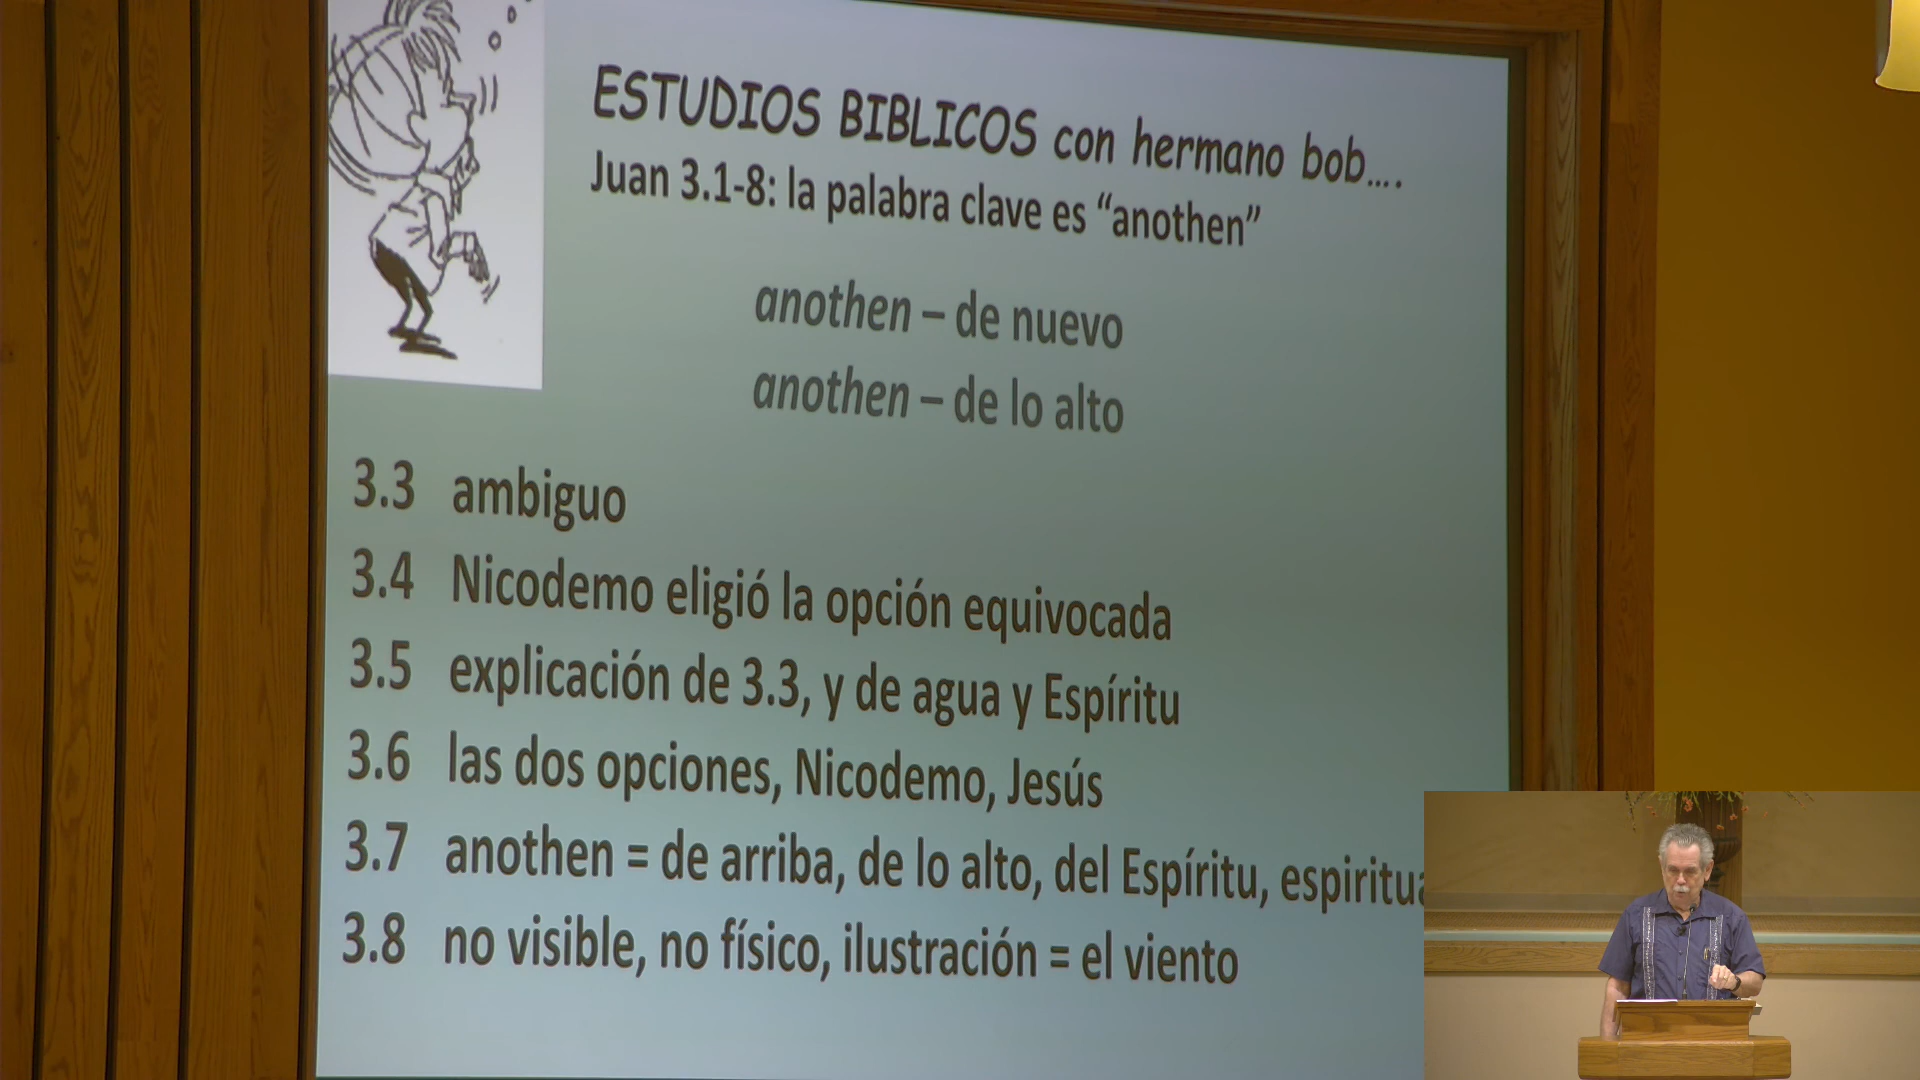 ESTUDIOS BIBLICOS con hermano bob....
Juan 3.1-8: la palabra clave es “anothen”
anothen – de nuevo
anothen – de lo alto
3.3 ambiguo
3.4 Nicodemo eligió la opción equivocada
3.5 explicación de 3.3, y de agua y Espíritu
3.6 las dos opciones, Nicodemo, Jesús
3.7 anothen = de arriba, de lo alto, del Espíritu,
3.8 no visible, no físico, ilustración = el viento